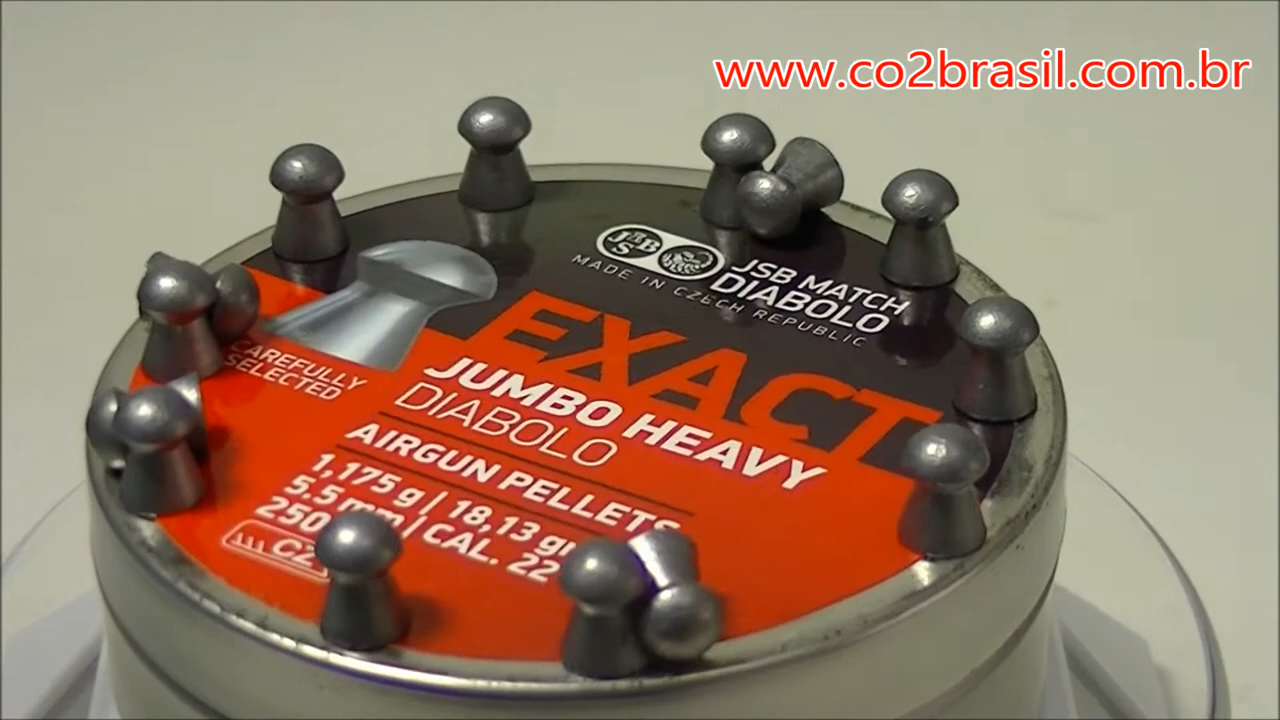 www.co2brasil.com.br
JSB
JSB MATCH
DIABOLO
MADE IN CZECH REPUBLIC
EXACT
JUMBO HEAVY
DIABOLO
CAREFULLY
SELECTED
AIRGUN PELLETS
1,175 g | 18,13 gr
5.5 mm | CAL. 22
250